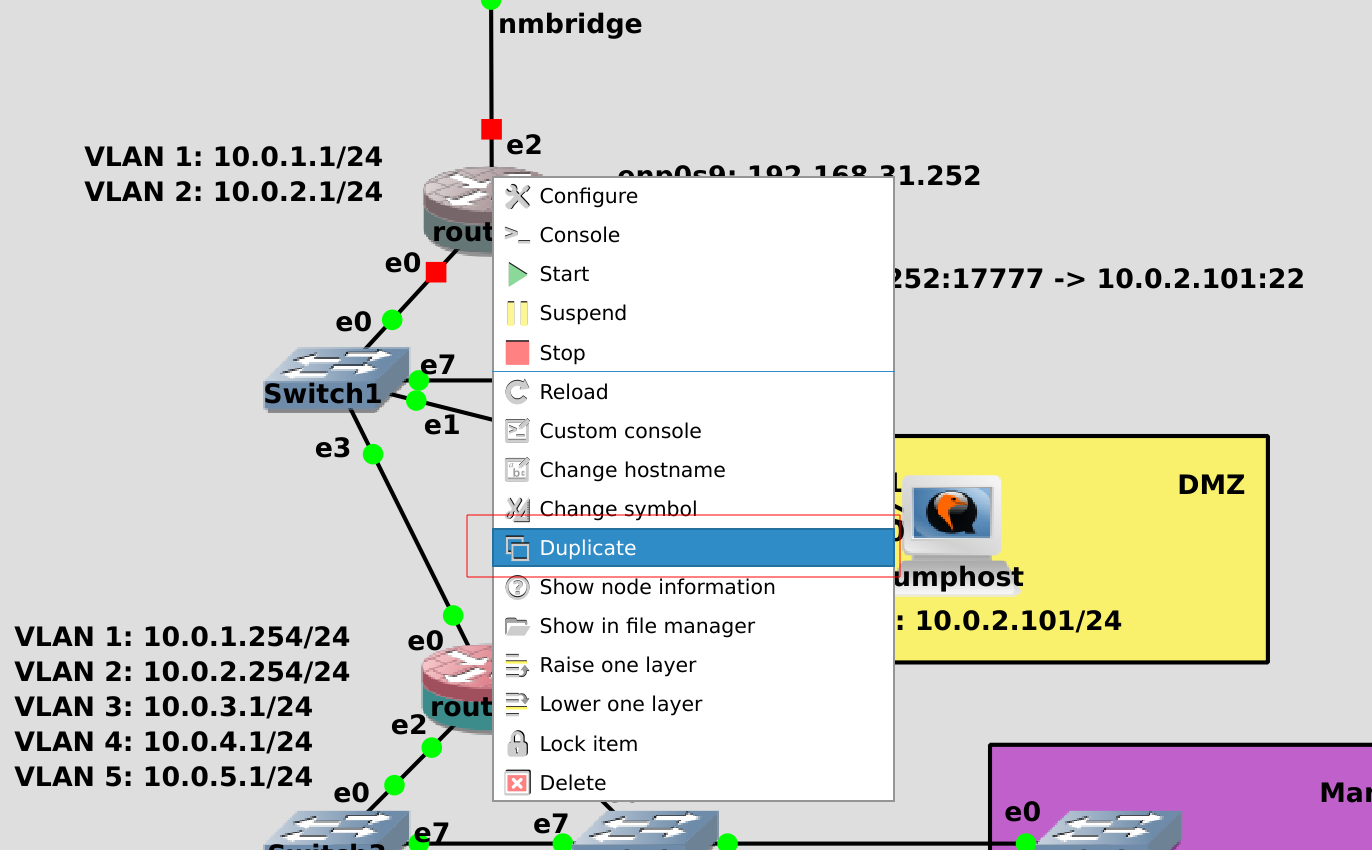 nmbridge
e2
VLAN 1: 10.0.1.1/24
VLAN 2: 10.0.2.1/24
enp0s9: 192.168.31.252
rout
Configure
Console
e0
Start
252:17777 -> 10.0.2.101:22
Suspend
e0
Stop
e7
Switch1
Reload
e1
Custom console
e3
Change hostname
DMZ
Change symbol
Duplicate
umphost
Show node information
: 10.0.2.101/24
Show in file manager
VLAN 1: 10.0.1.254/24
e0
Raise one layer
VLAN 2: 10.0.2.254/24
Lower one layer
VLAN 3: 10.0.3.1/24
rout
e2
VLAN 4: 10.0.4.1/24
Lock item
VLAN 5: 10.0.5.1/24
Delete
e0
Mar
e0
e7
e7